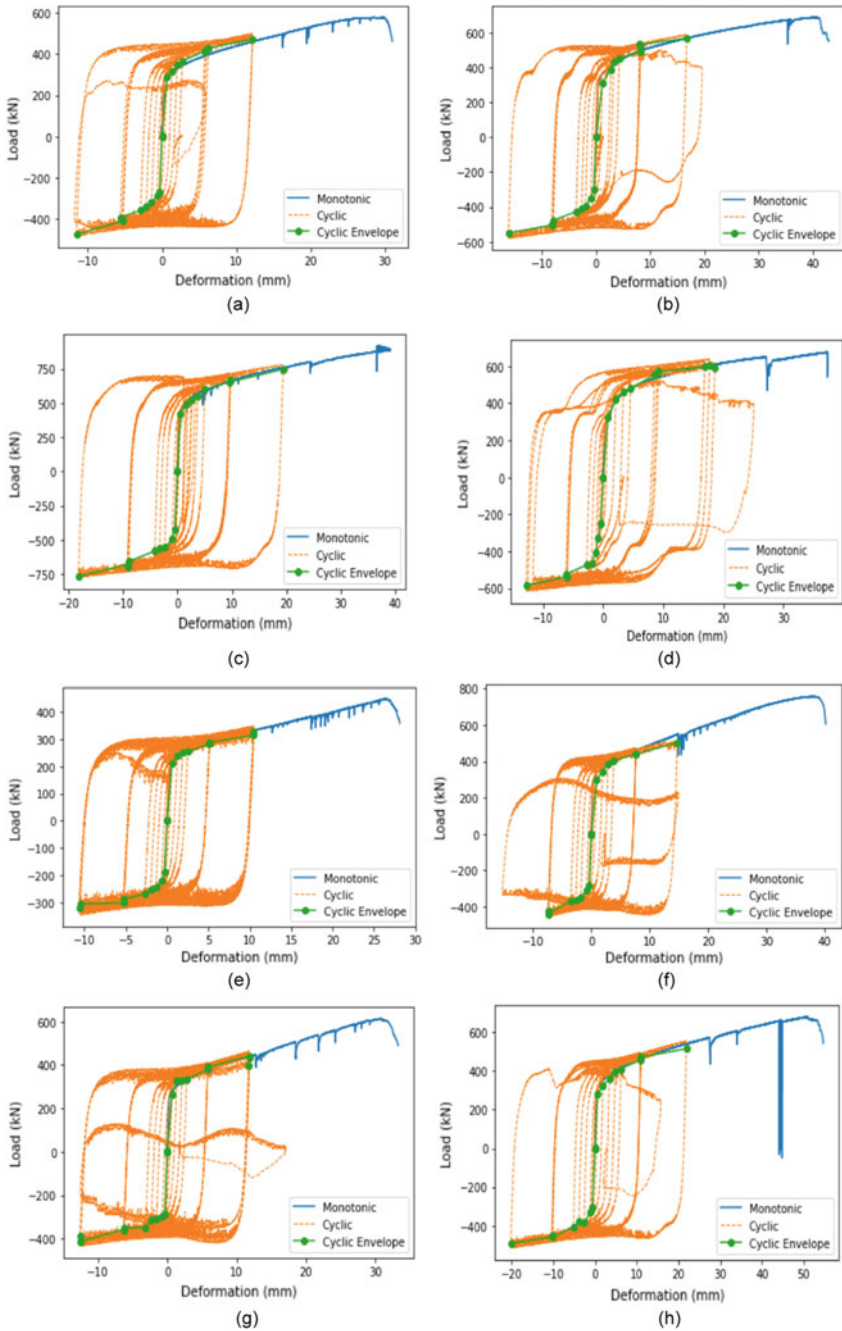 600
400
200
0
−200
−400
Load (kN)
−10
0
10
20
30
Deformation (mm)
Monotonic
Cyclic
Cyclic Envelope
(a)
600
400
200
0
−200
−400
−600
Load (kN)
−10
0
10
20
30
40
Deformation (mm)
Monotonic
Cyclic
Cyclic Envelope
(b)
750
500
250
0
−250
−500
−750
Load (kN)
−20
−10
0
10
20
30
40
Deformation (mm)
Monotonic
Cyclic
Cyclic Envelope
(c)
600
400
200
0
−200
−400
−600
Load (kN)
−10
0
10
20
30
Deformation (mm)
Monotonic
Cyclic
Cyclic Envelope
(d)
400
300
200
100
0
−100
−200
−300
Load (kN)
−10
−5
0
5
10
15
20
25
30
Deformation (mm)
Monotonic
Cyclic
Cyclic Envelope
(e)
800
600
400
200
0
−200
−400
Load (kN)
−10
0
10
20
30
40
Deformation (mm)
Monotonic
Cyclic
Cyclic Envelope
(f)
600
400
200
0
−200
−400
Load (kN)
−10
0
10
20
30
Deformation (mm)
Monotonic
Cyclic
Cyclic Envelope
(g)
600
400
200
0
−200
−400
Load (kN)
−20
−10
0
10
20
30
40
50
Deformation (mm)
Monotonic
Cyclic
Cyclic Envelope
(h)